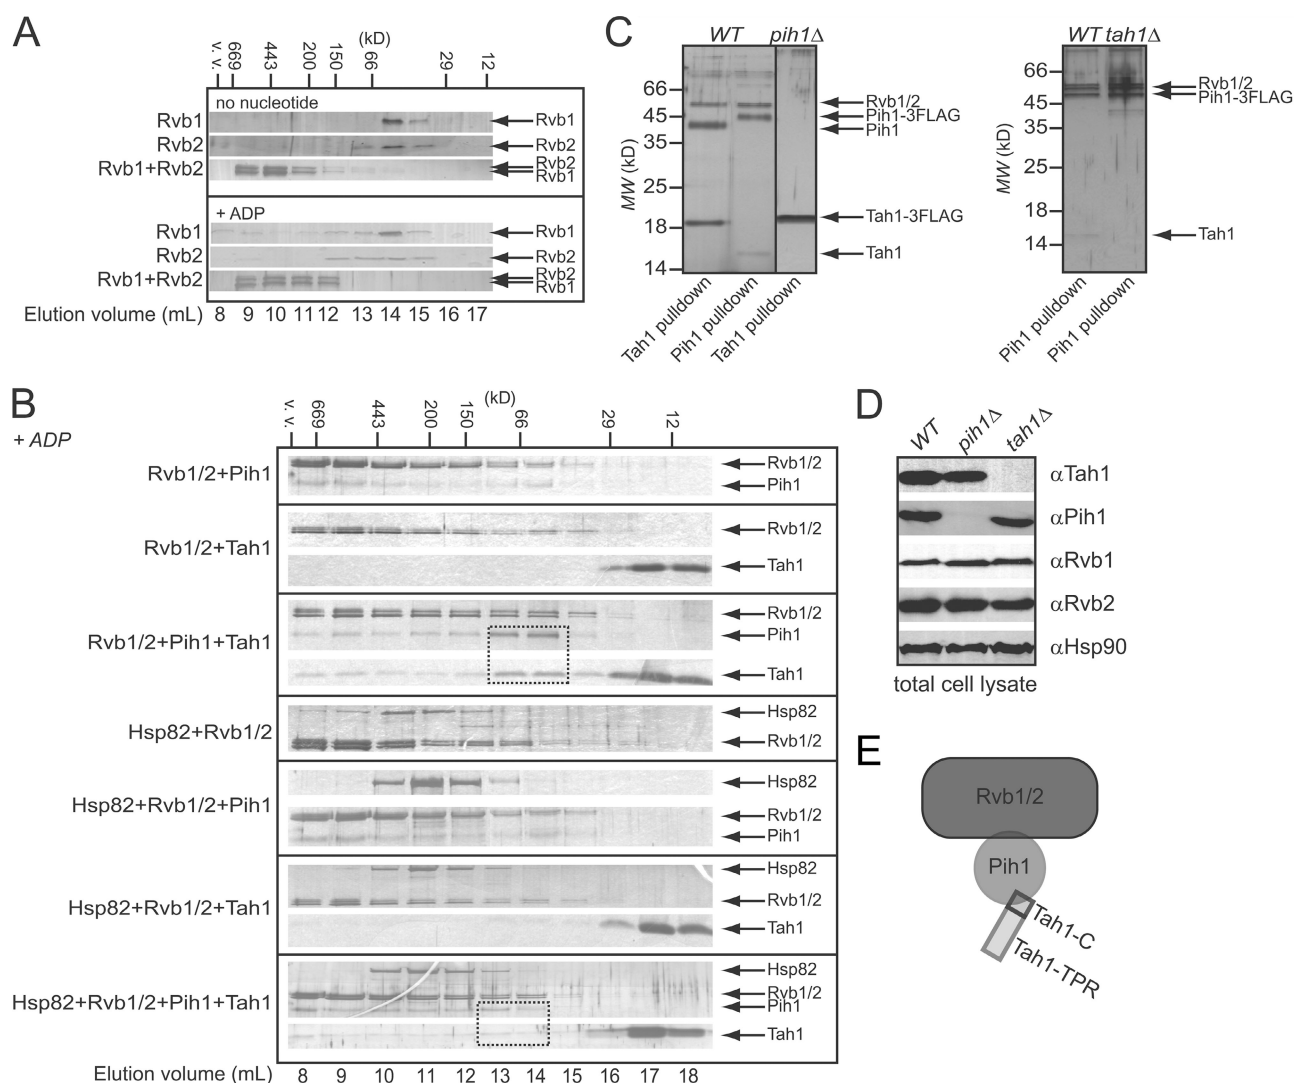 A
(kD)
v. v. 669 443 200 150 66 29 12
no nucleotide
Rvb1 Rvb1
Rvb2 Rvb2
Rvb1+Rvb2 Rvb2
Rvb1
+ ADP
Rvb1 Rvb1
Rvb2 Rvb2
Rvb1+Rvb2 Rvb2
Rvb1
Elution volume (mL) 8 9 10 11 12 13 14 15 16 17
C
WT pih1Δ
MW (kD)
66
45
35
25
18
14
Rvb1/2
Pih1-3FLAG
Pih1
Tah1-3FLAG
Tah1
Tah1 pulldown
Pih1 pulldown
Tah1 pulldown
WT tah1Δ
MW (kD)
66
45
35
25
18
14
Rvb1/2
Pih1-3FLAG
Tah1
Pih1 pulldown
Pih1 pulldown
B
+ ADP
(kD)
v. v. 669 443 200 150 66 29 12
Rvb1/2+Pih1 Rvb1/2
Pih1
Rvb1/2+Tah1 Rvb1/2
Tah1
Rvb1/2+Pih1+Tah1 Rvb1/2
Pih1
Tah1
Hsp82+Rvb1/2 Hsp82
Rvb1/2
Hsp82+Rvb1/2+Pih1 Hsp82
Rvb1/2
Pih1
Hsp82+Rvb1/2+Tah1 Hsp82
Rvb1/2
Tah1
Hsp82+Rvb1/2+Pih1+Tah1 Hsp82
Rvb1/2
Pih1
Tah1
Elution volume (mL) 8 9 10 11 12 13 14 15 16 17 18
D
WT pih1Δ tah1Δ
αTah1
αPih1
αRvb1
αRvb2
αHsp90
total cell lysate
E
Rvb1/2
Pih1
Tah1-C
Tah1-TPR